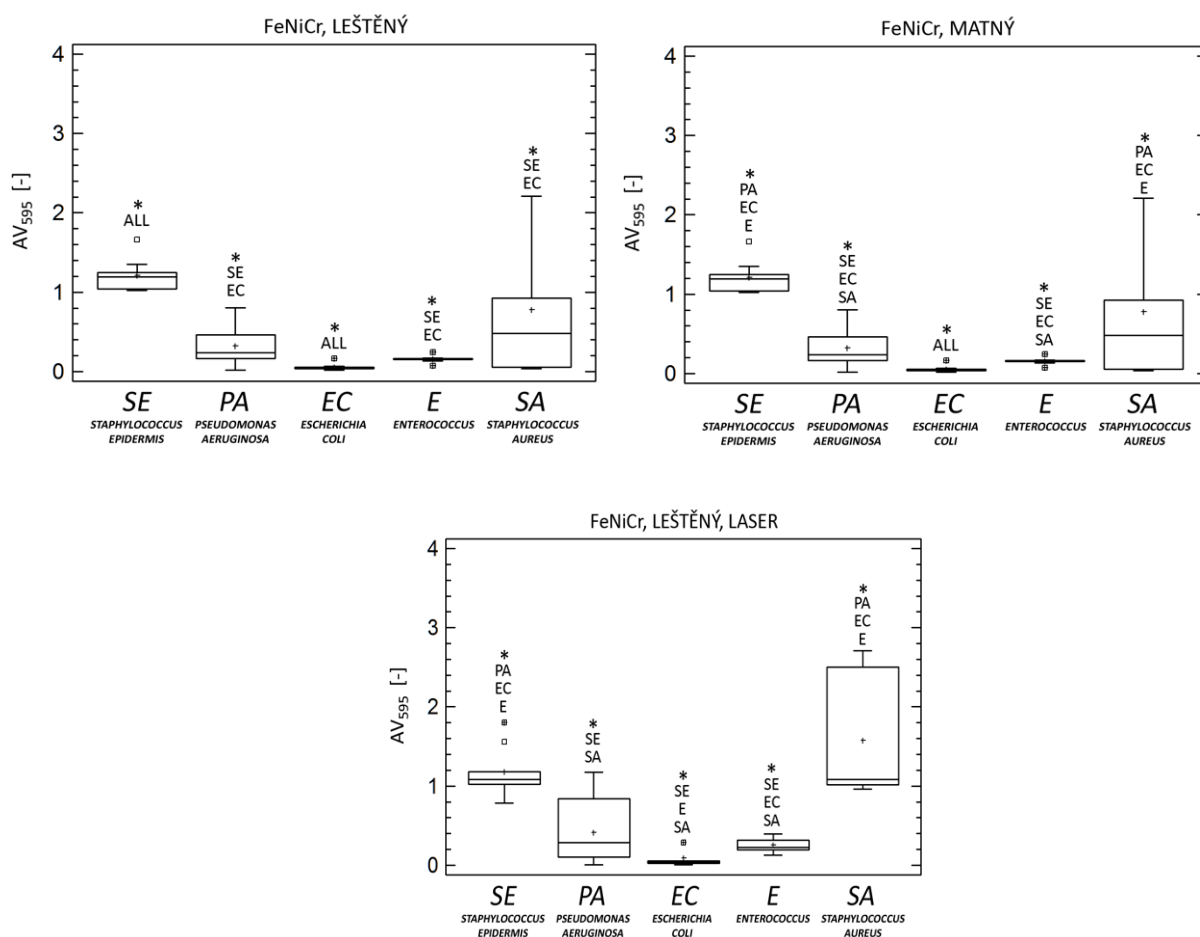 FeNiCr, LEŠTĚNÝ
AV595 [-]
4
3
2
1
0
*
ALL
*
SE
EC
*
ALL
*
SE
EC
*
SE
EC
SE PA EC E SA
STAPHYLOCOCCUS EPIDERMIS
PSEUDOMONAS AERUGINOSA
ESCHERICHIA COLI
ENTEROCOCCUS
STAPHYLOCOCCUS AUREUS
FeNiCr, MATNÝ
AV595 [-]
4
3
2
1
0
*
PA
EC
E
*
SE
EC
SA
*
ALL
*
SE
EC
SA
*
PA
EC
E
SE PA EC E SA
STAPHYLOCOCCUS EPIDERMIS
PSEUDOMONAS AERUGINOSA
ESCHERICHIA COLI
ENTEROCOCCUS
STAPHYLOCOCCUS AUREUS
FeNiCr, LEŠTĚNÝ, LASER
AV595 [-]
4
3
2
1
0
*
PA
EC
E
*
SE
SA
*
SE
E
SA
*
SE
EC
SA
*
PA
EC
E
SE PA EC E SA
STAPHYLOCOCCUS EPIDERMIS
PSEUDOMONAS AERUGINOSA
ESCHERICHIA COLI
ENTEROCOCCUS
STAPHYLOCOCCUS AUREUS